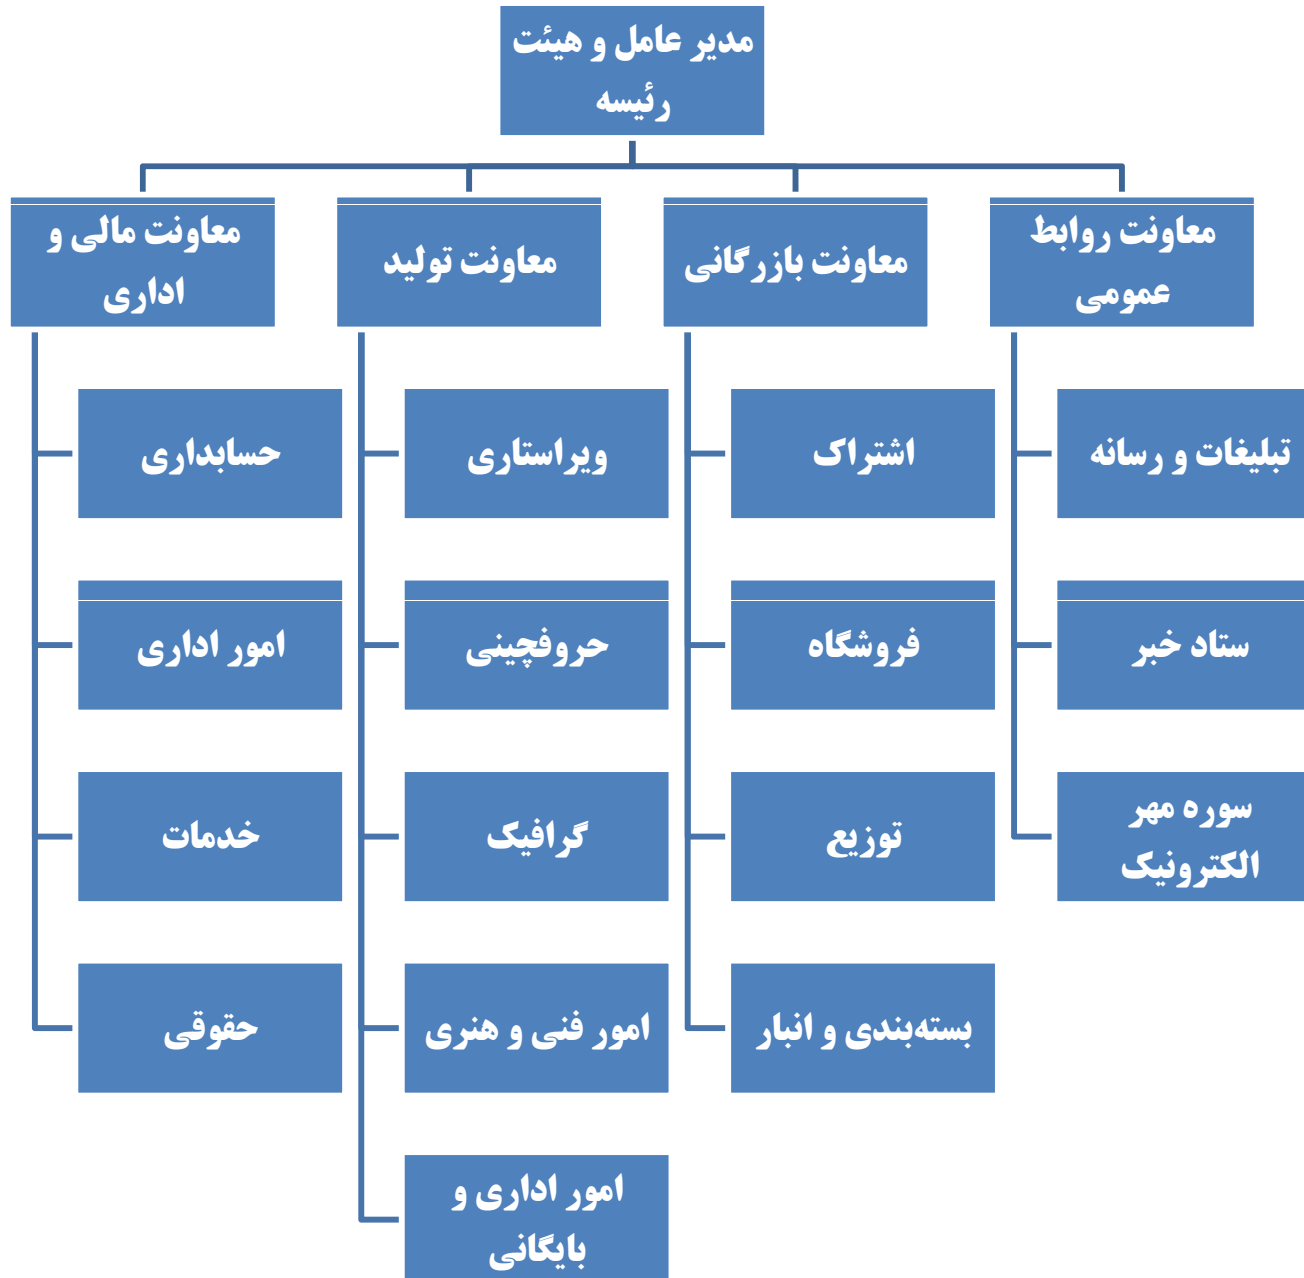 مدیر عامل و هیئت
رئیسه
معاونت روابط
عمومی
معاونت بازرگانی
معاونت تولید
معاونت مالی و
اداری
تبلیغات و رسانه
اشتراک
ویراستاری
حسابداری
ستاد خبر
فروشگاه
حروفچینی
امور اداری
سوره مهر
الکترونیک
توزیع
گرافیک
خدمات
بسته‌بندی و انبار
امور فنی و هنری
حقوقی
امور اداری و
بایگانی